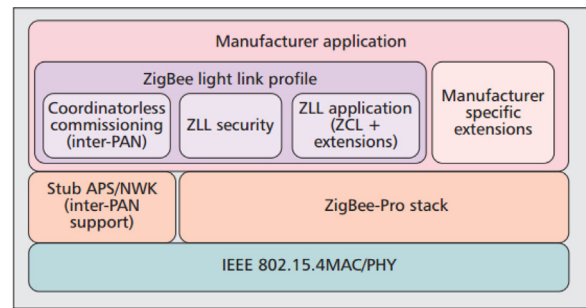 Manufacturer application
ZigBee light link profile
Coordinatorless
commissioning
(inter-PAN)
ZLL security
ZLL application
(ZCL +
extensions)
Manufacturer
specific
extensions
Stub APS/NWK
(inter-PAN
support)
ZigBee-Pro stack
IEEE 802.15.4MAC/PHY